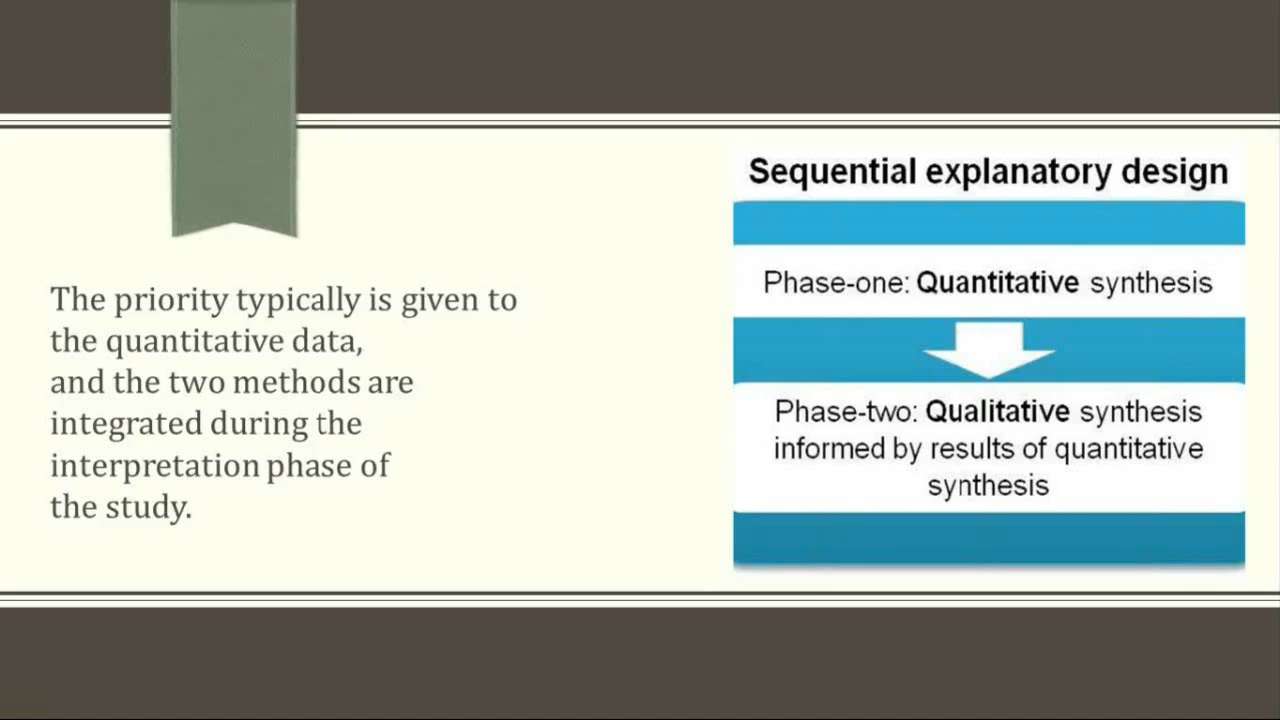 The priority typically is given to
the quantitative data,
and the two methods are
integrated during the
interpretation phase of
the study.
Sequential explanatory design
Phase-one: Quantitative synthesis
Phase-two: Qualitative synthesis
informed by results of quantitative
synthesis